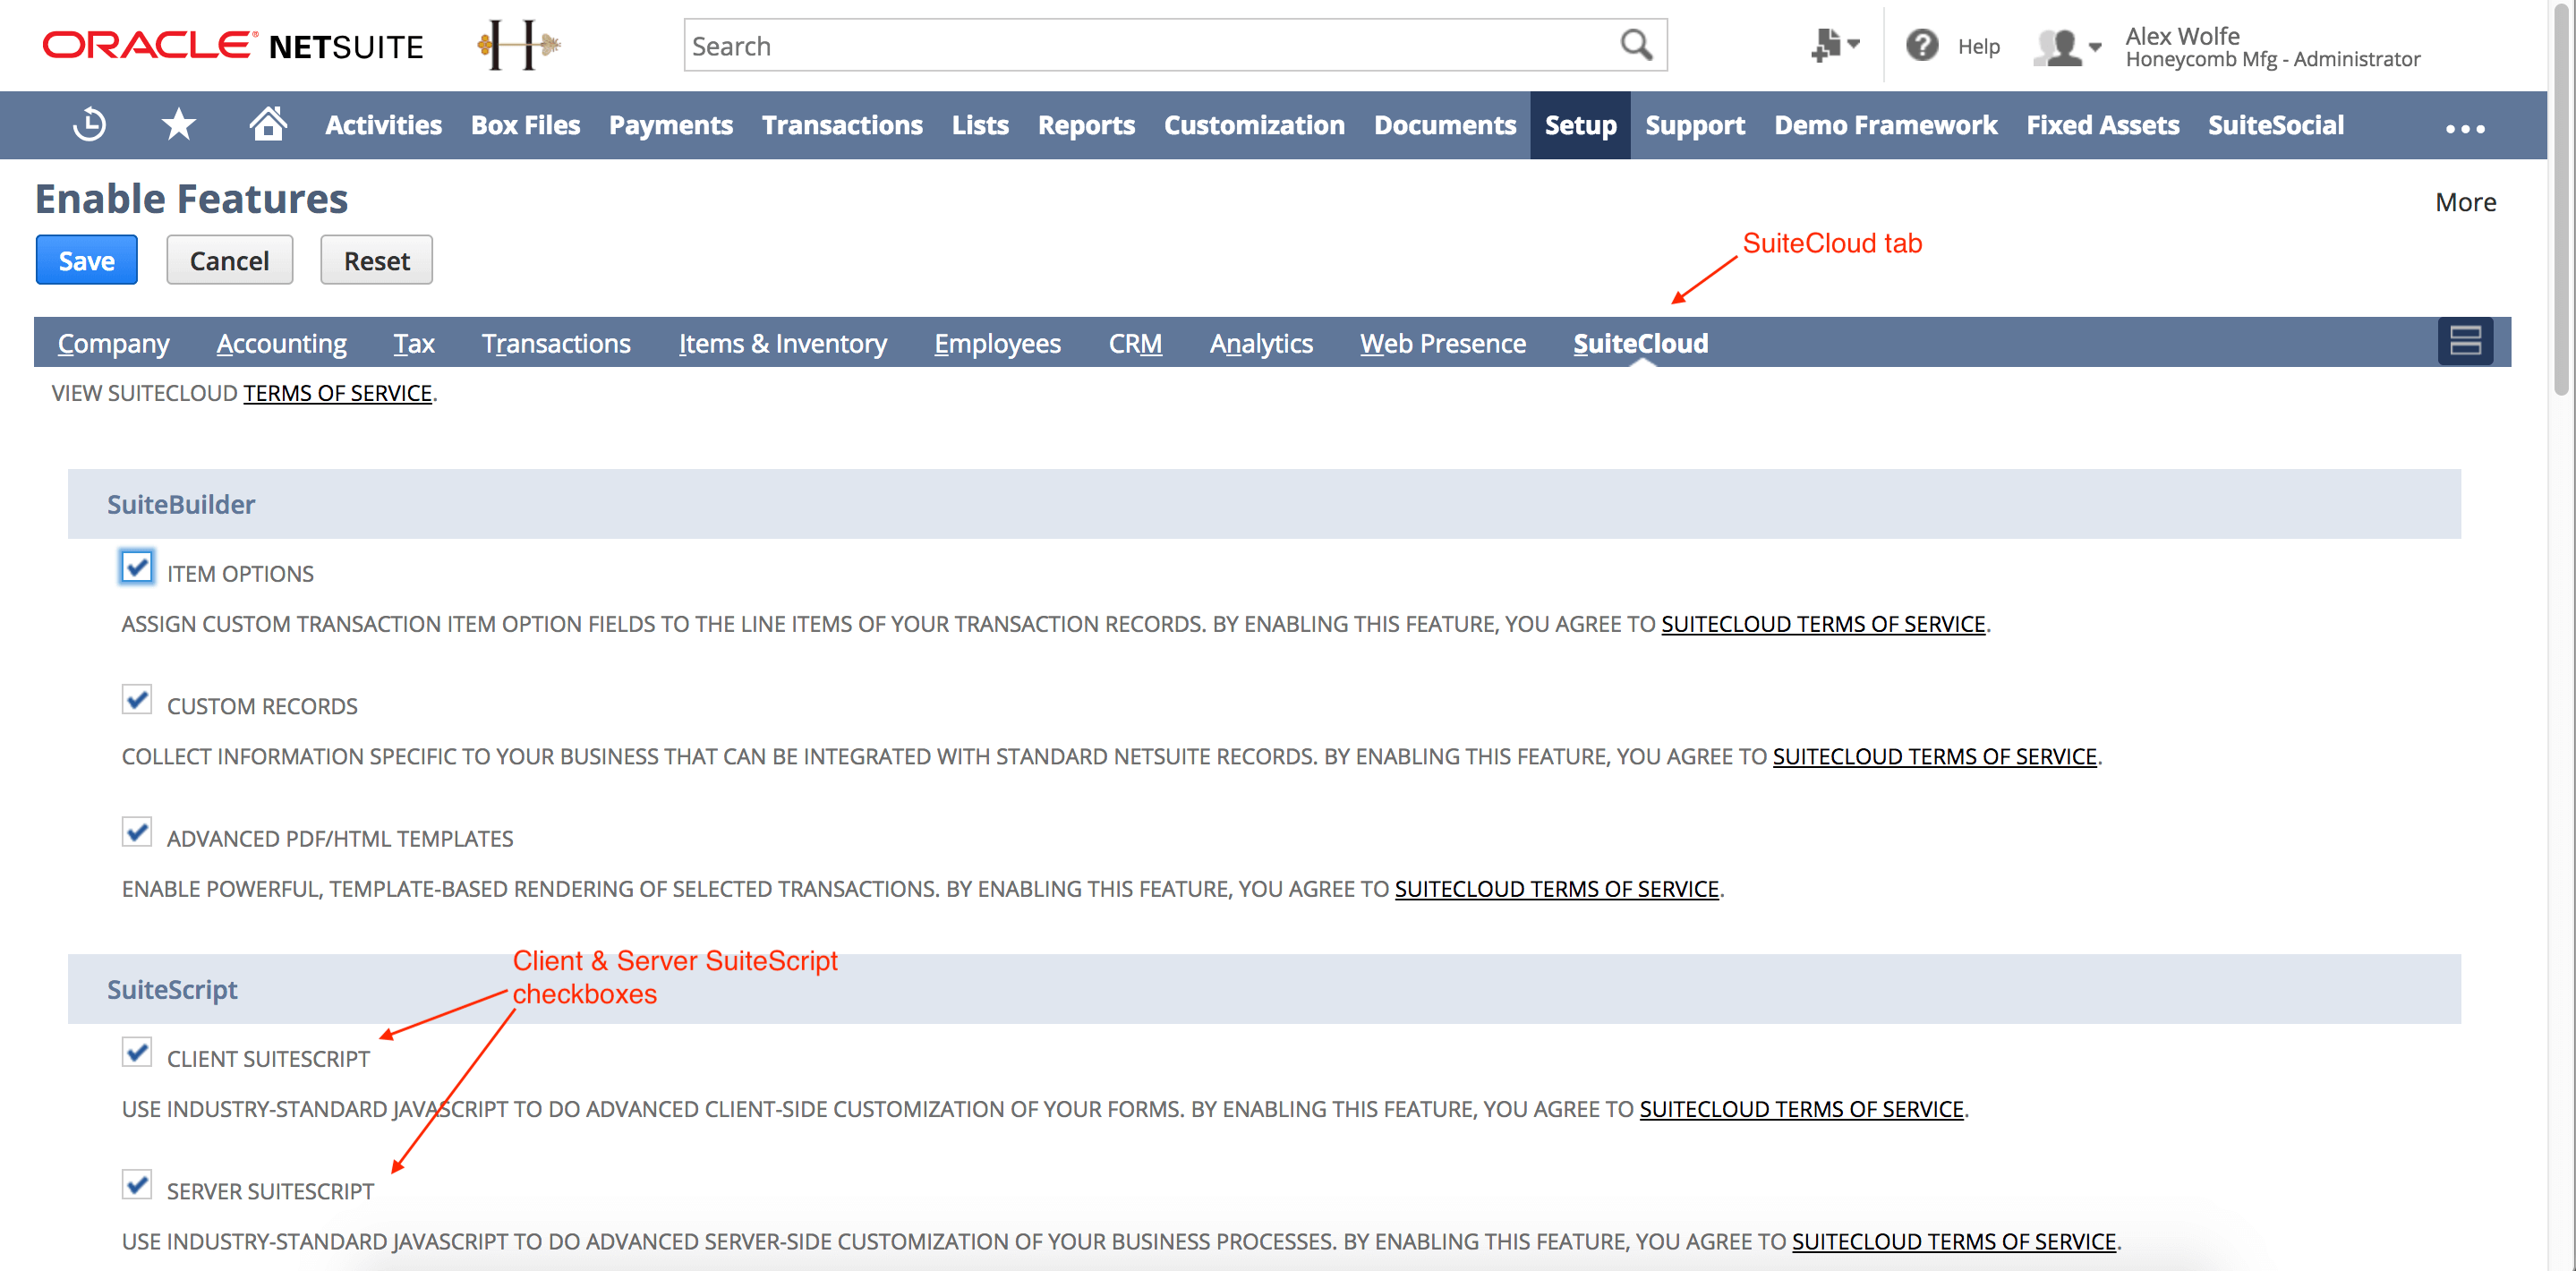 ORACLE® NETSUITE
H
Search
Help
Alex Wolfe
Honeycomb Mfg - Administrator
Activities Box Files Payments Transactions Lists Reports Customization Documents Setup Support Demo Framework Fixed Assets SuiteSocial
Enable Features
More
Save Cancel Reset
SuiteCloud tab
Company Accounting Tax Transactions Items & Inventory Employees CRM Analytics Web Presence SuiteCloud
VIEW SUITECLOUD TERMS OF SERVICE.
SuiteBuilder
ITEM OPTIONS
ASSIGN CUSTOM TRANSACTION ITEM OPTION FIELDS TO THE LINE ITEMS OF YOUR TRANSACTION RECORDS. BY ENABLING THIS FEATURE, YOU AGREE TO SUITECLOUD TERMS OF SERVICE.
CUSTOM RECORDS
COLLECT INFORMATION SPECIFIC TO YOUR BUSINESS THAT CAN BE INTEGRATED WITH STANDARD NETSUITE RECORDS. BY ENABLING THIS FEATURE, YOU AGREE TO SUITECLOUD TERMS OF SERVICE.
ADVANCED PDF/HTML TEMPLATES
ENABLE POWERFUL, TEMPLATE-BASED RENDERING OF SELECTED TRANSACTIONS. BY ENABLING THIS FEATURE, YOU AGREE TO SUITECLOUD TERMS OF SERVICE.
Client & Server SuiteScript
checkboxes
SuiteScript
CLIENT SUITESCRIPT
USE INDUSTRY-STANDARD JAVASCRIPT TO DO ADVANCED CLIENT-SIDE CUSTOMIZATION OF YOUR FORMS. BY ENABLING THIS FEATURE, YOU AGREE TO SUITECLOUD TERMS OF SERVICE.
SERVER SUITESCRIPT
USE INDUSTRY-STANDARD JAVASCRIPT TO DO ADVANCED SERVER-SIDE CUSTOMIZATION OF YOUR BUSINESS PROCESSES. BY ENABLING THIS FEATURE, YOU AGREE TO SUITECLOUD TERMS OF SERVICE.